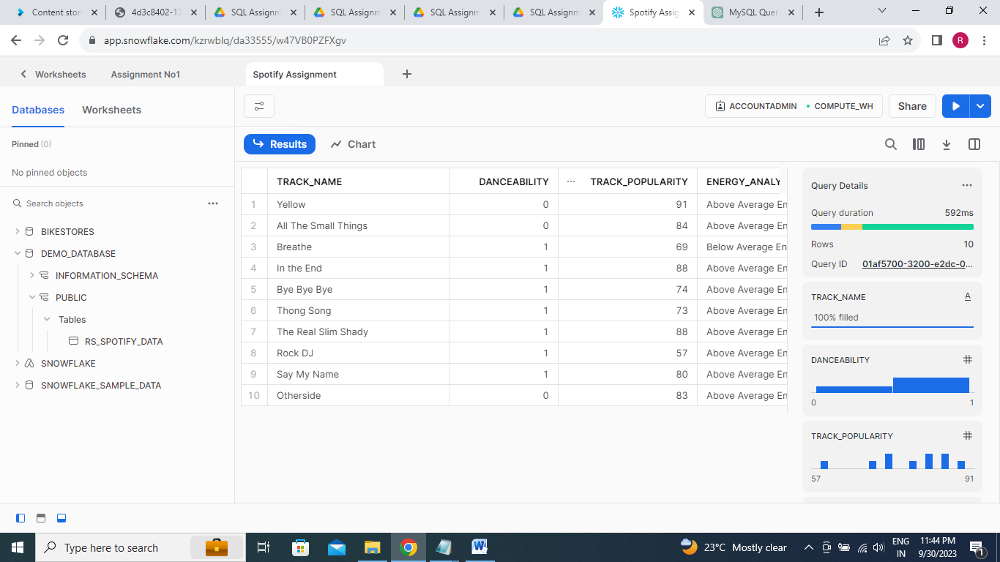 Content stor
4d3c8402-13
SQL Assignm
SQL Assignm
SQL Assignm
SQL Assignm
Spotify Assig
MySQL Quer
app.snowflake.com/kzrwblq/da33555/w47VB0PZFXgv
R
Worksheets
Assignment No1
Spotify Assignment
Databases
Worksheets
ACCOUNTADMIN
COMPUTE_WH
Share
Pinned (0)
No pinned objects
Search objects
BIKESTORES
DEMO_DATABASE
INFORMATION_SCHEMA
PUBLIC
Tables
RS_SPOTIFY_DATA
SNOWFLAKE
SNOWFLAKE_SAMPLE_DATA
Results
Chart
TRACK_NAME DANCEABILITY ... TRACK_POPULARITY ENERGY_ANALY
1 Yellow 0 91 Above Average En
2 All The Small Things 0 84 Above Average En
3 Breathe 1 69 Below Average En
4 In the End 1 88 Above Average En
5 Bye Bye Bye 1 74 Above Average En
6 Thong Song 1 73 Above Average En
7 The Real Slim Shady 1 88 Above Average En
8 Rock DJ 1 57 Above Average En
9 Say My Name 1 80 Above Average En
10 Otherside 0 83 Above Average En
Query Details
Query duration 592ms
Rows 10
Query ID 01af5700-3200-e2dc-0...
TRACK_NAME A
100% filled
DANCEABILITY #
0 1
TRACK_POPULARITY #
57 91
Type here to search
W
23°C Mostly clear
ENG
IN
11:44 PM
9/30/2023
1